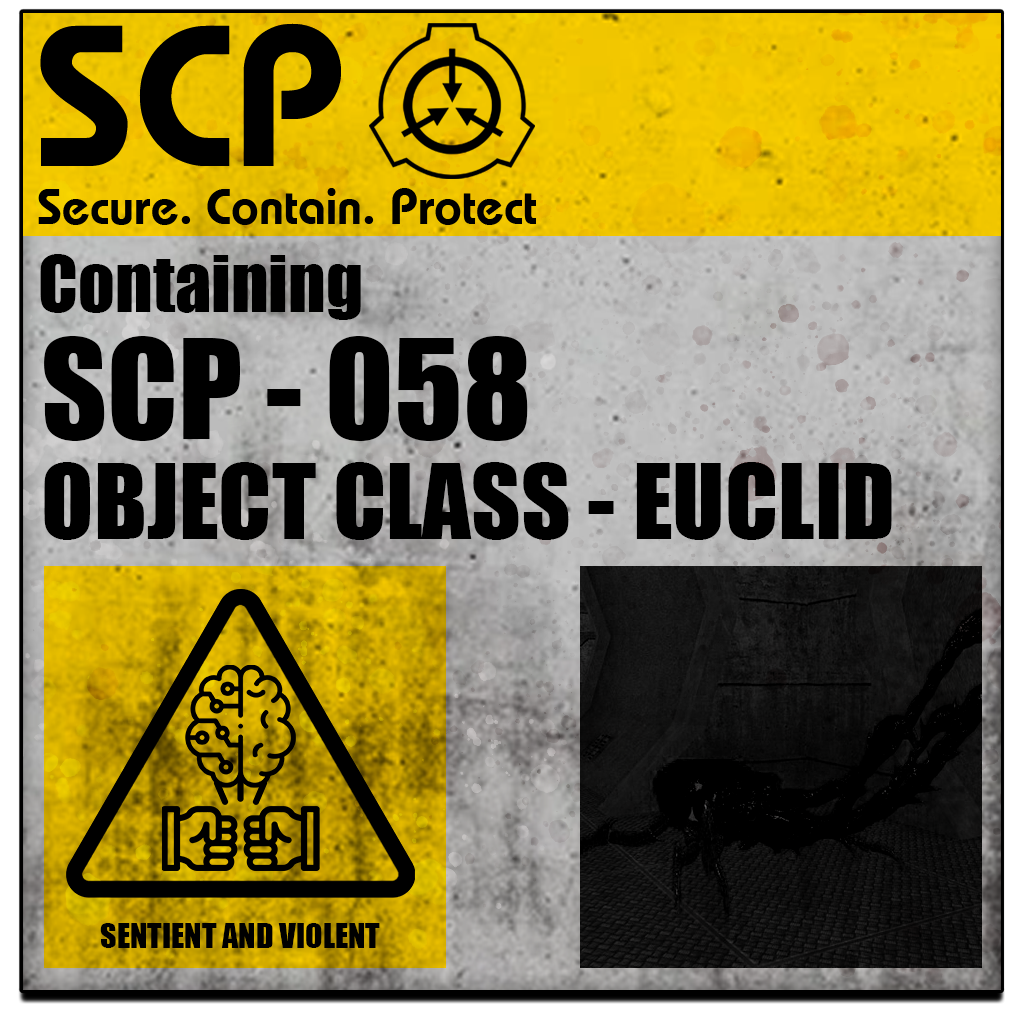 SCP
Secure. Contain. Protect
Containing
SCP - 058
OBJECT CLASS - EUCLID
SENTIENT AND VIOLENT